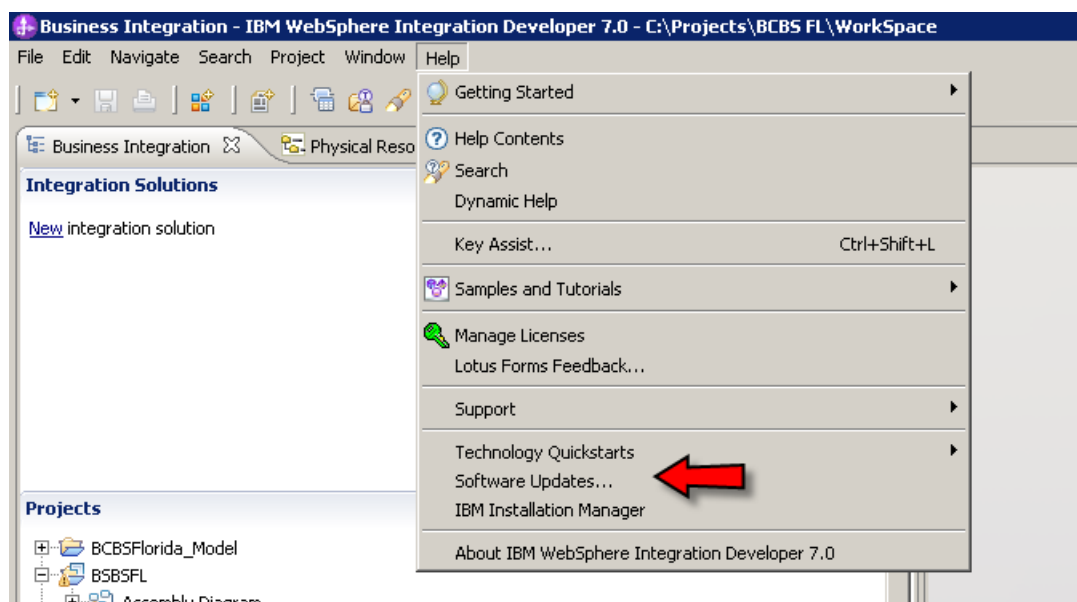 Business Integration - IBM WebSphere Integration Developer 7.0 - C:\Projects\BCBS FL\WorkSpace
File Edit Navigate Search Project Window Help
Getting Started
Business Integration Physical Reso
Help Contents
Search
Dynamic Help
Integration Solutions
New integration solution
Key Assist... Ctrl+Shift+L
Samples and Tutorials
Manage Licenses
Lotus Forms Feedback...
Support
Technology Quickstarts
Software Updates...
IBM Installation Manager
About IBM WebSphere Integration Developer 7.0
Projects
BCBSFlorida_Model
BSBSFL
Assembly Diagram